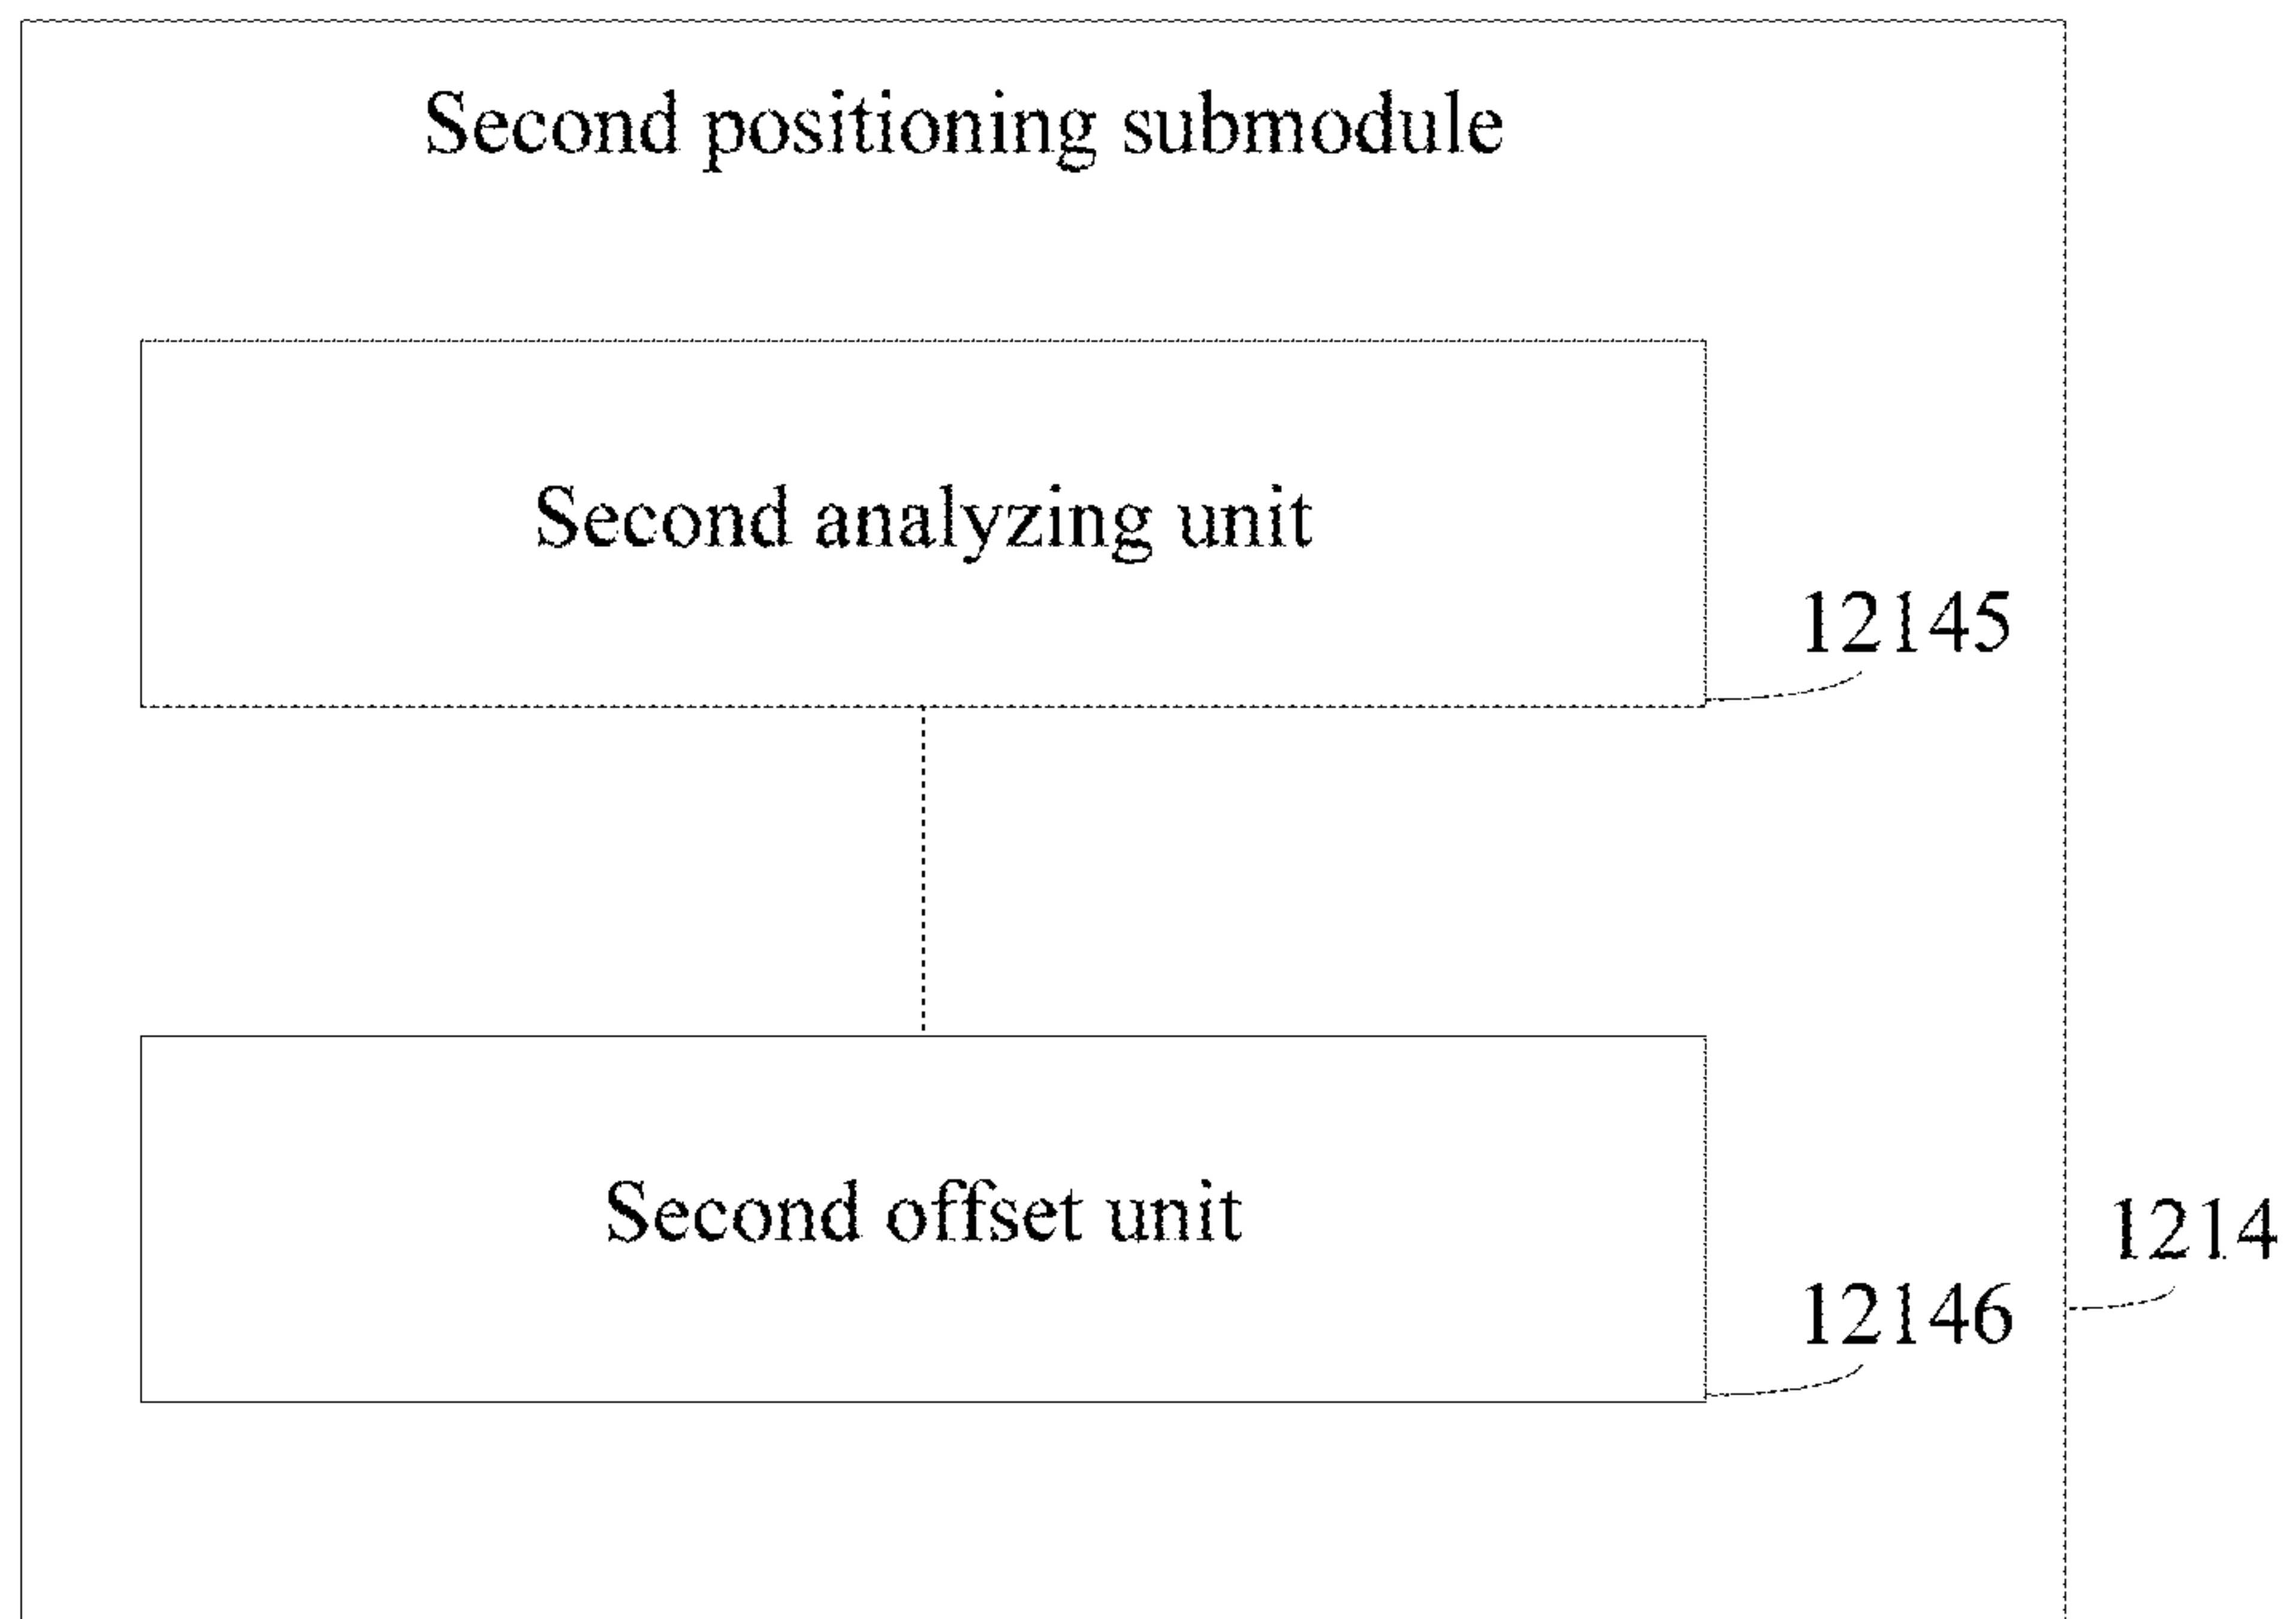 Second positioning submodule
Second analyzing unit
12145
Second offset unit
1214
12146